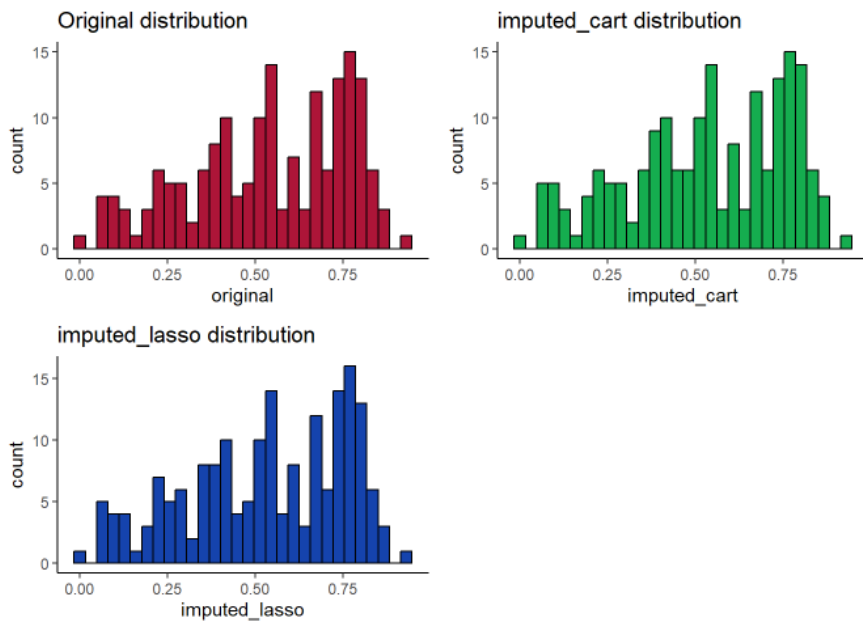 Original distribution
15
10
5
0
count
0.00 0.25 0.50 0.75
original
imputed_cart distribution
15
10
5
0
count
0.00 0.25 0.50 0.75
imputed_cart
imputed_lasso distribution
15
10
5
0
count
0.00 0.25 0.50 0.75
imputed_lasso